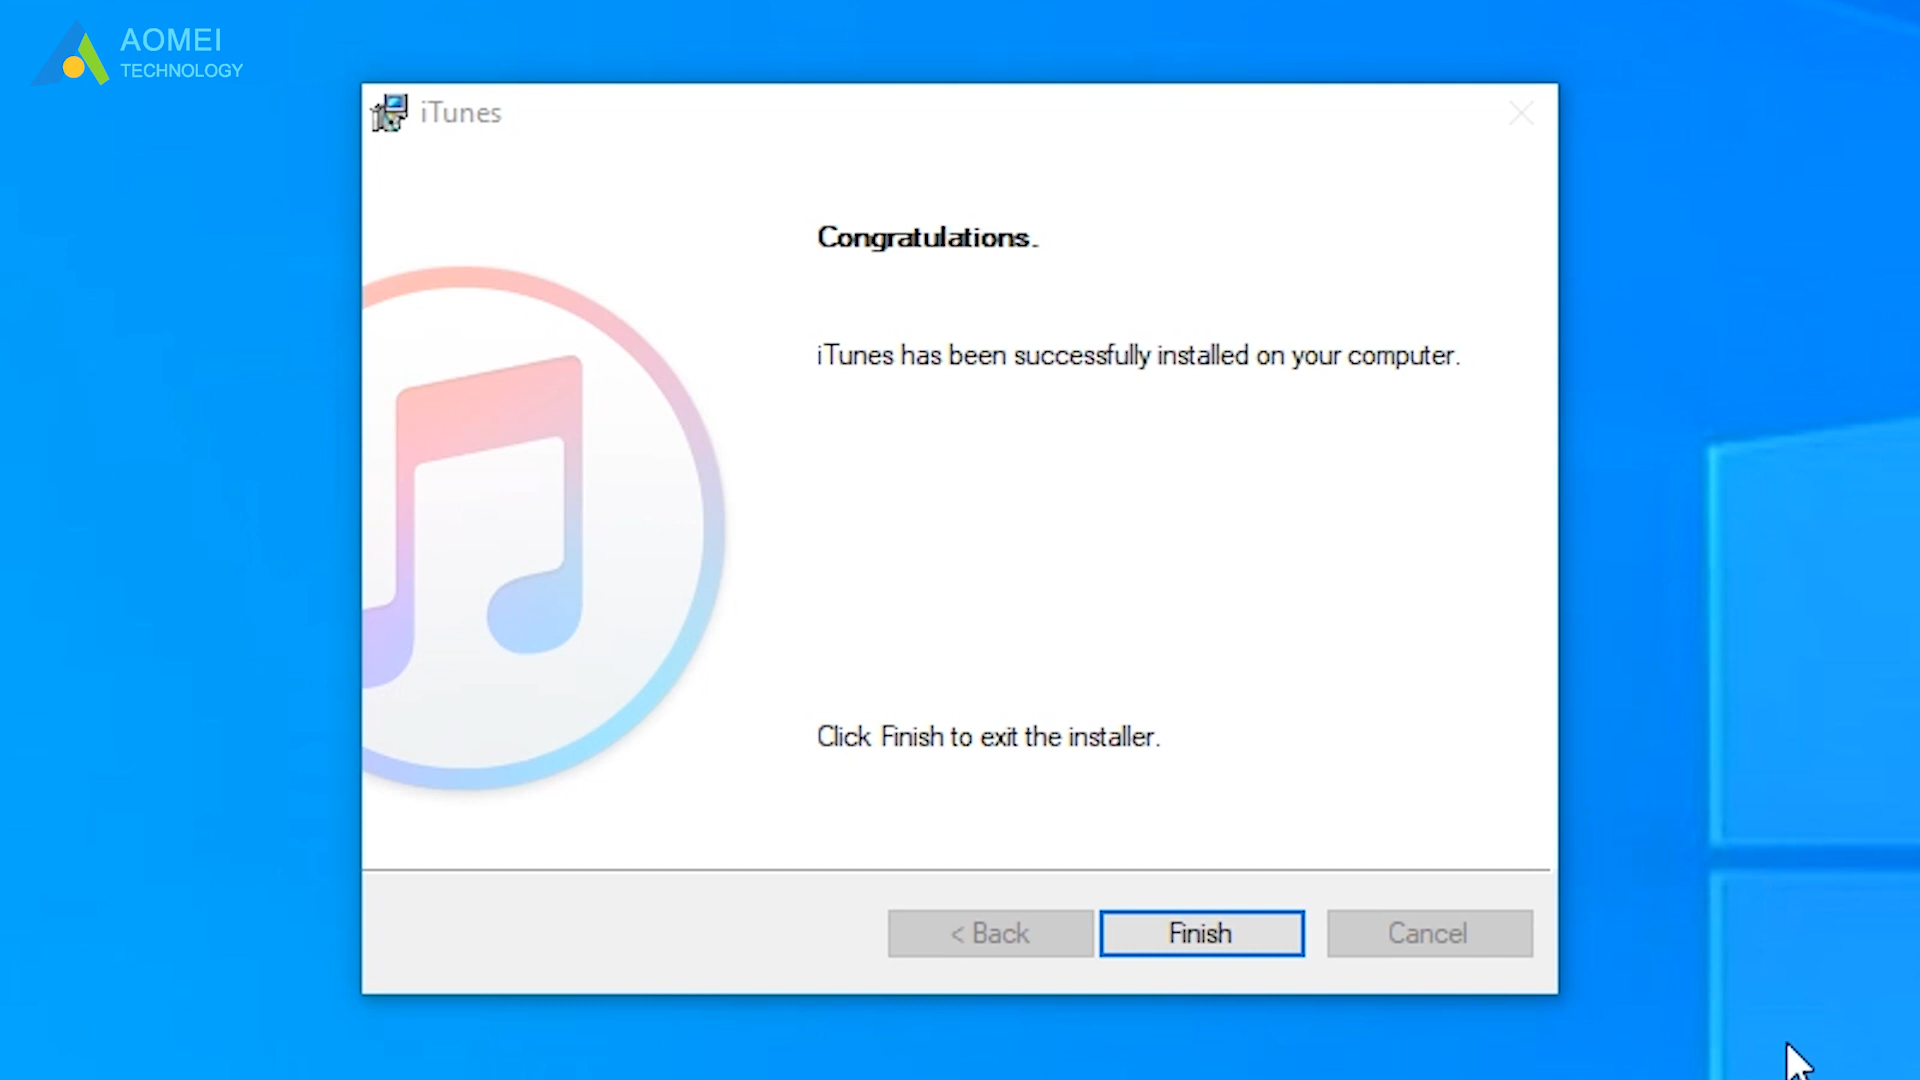 AOMEI
TECHNOLOGY
iTunes
Congratulations.
iTunes has been successfully installed on your computer.
Click Finish to exit the installer.
< Back
Finish
Cancel